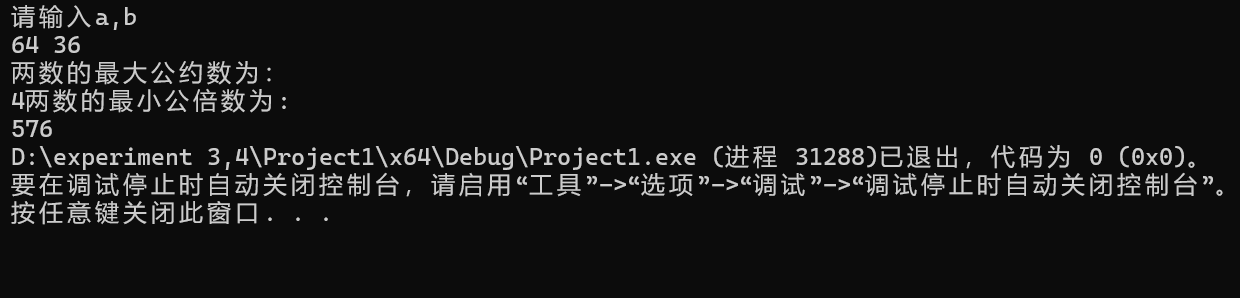 请输入a,b
64 36
两数的最大公约数为:
4两数的最小公倍数为:
576
D:\experiment 3,4\Project1\x64\Debug\Project1.exe (进程 31288)已退出，代码为 0 (0x0)。
要在调试停止时自动关闭控制台，请启用“工具”->“选项”->“调试”->“调试停止时自动关闭控制台”。
按任意键关闭此窗口. . .